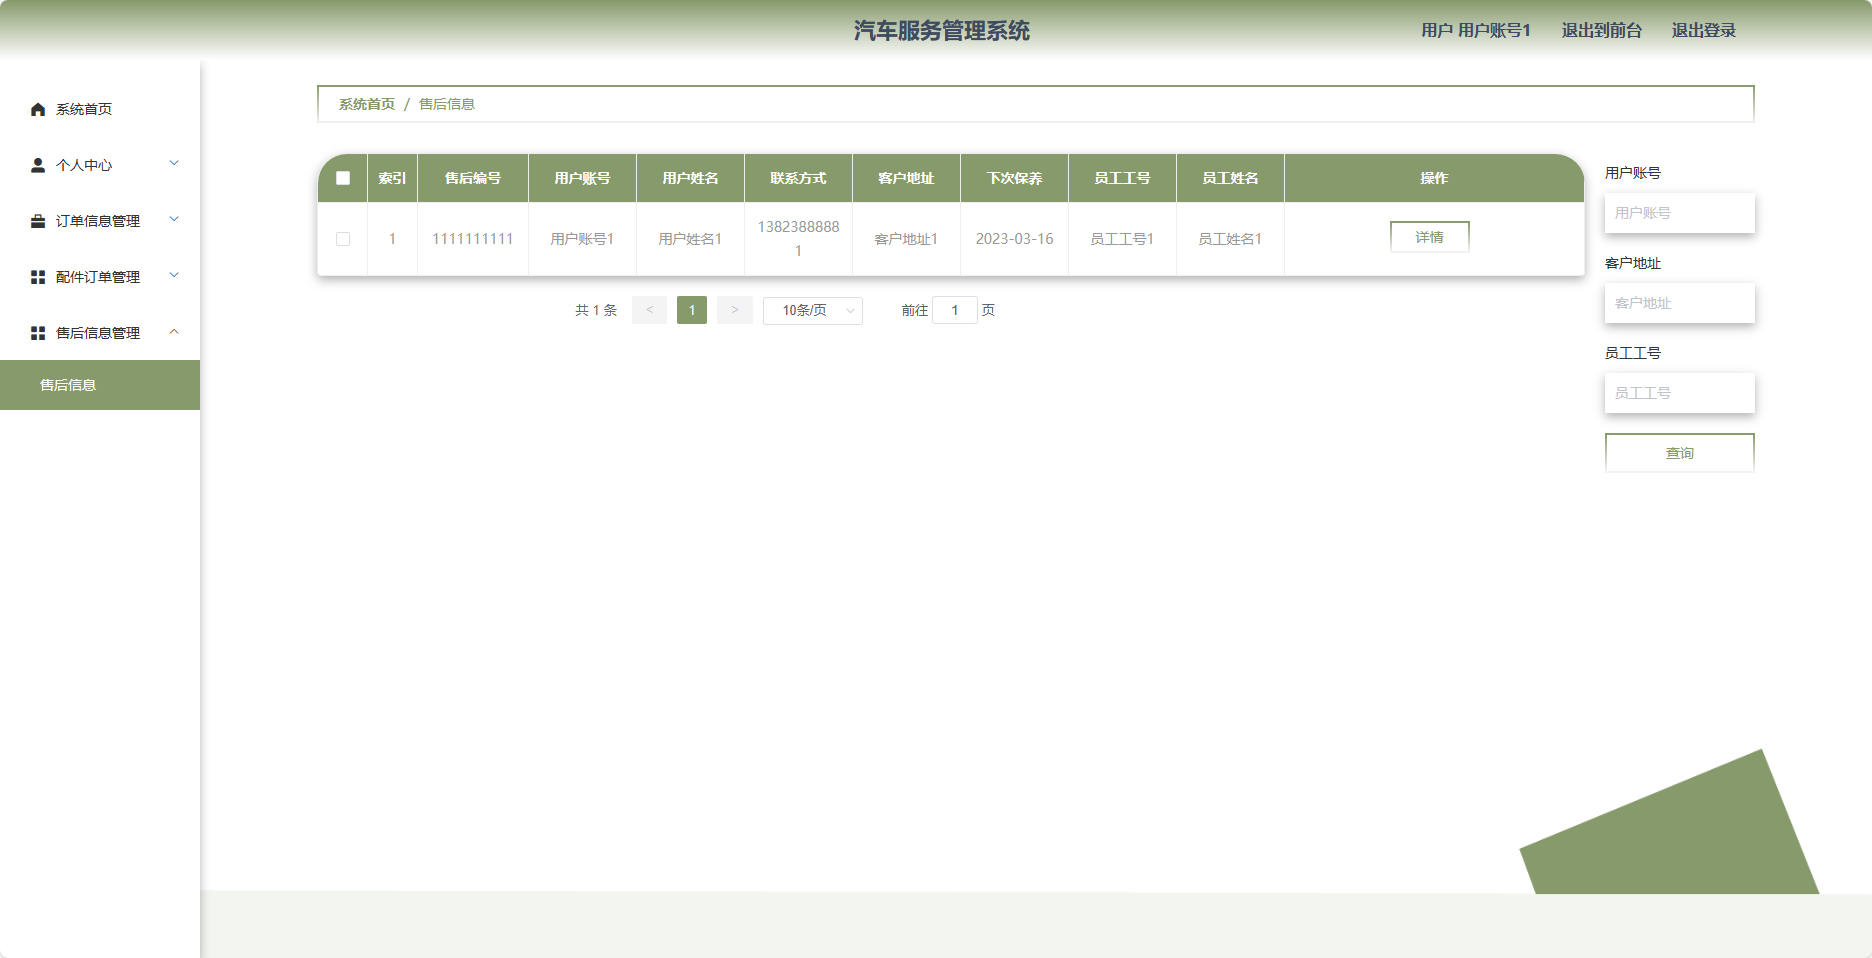 汽车服务管理系统
用户 用户账号1 退出到前台 退出登录
系统首页
个人中心
订单信息管理
配件订单管理
售后信息管理
售后信息
系统首页 / 售后信息
索引 售后编号 用户账号 用户姓名 联系方式 客户地址 下次保养 员工工号 员工姓名 操作
1 1111111111 用户账号1 用户姓名1 13823888881 客户地址1 2023-03-16 员工工号1 员工姓名1 详情
共 1 条 < 1 > 10条/页 前往 1 页
用户账号
用户账号
客户地址
客户地址
员工工号
员工工号
查询